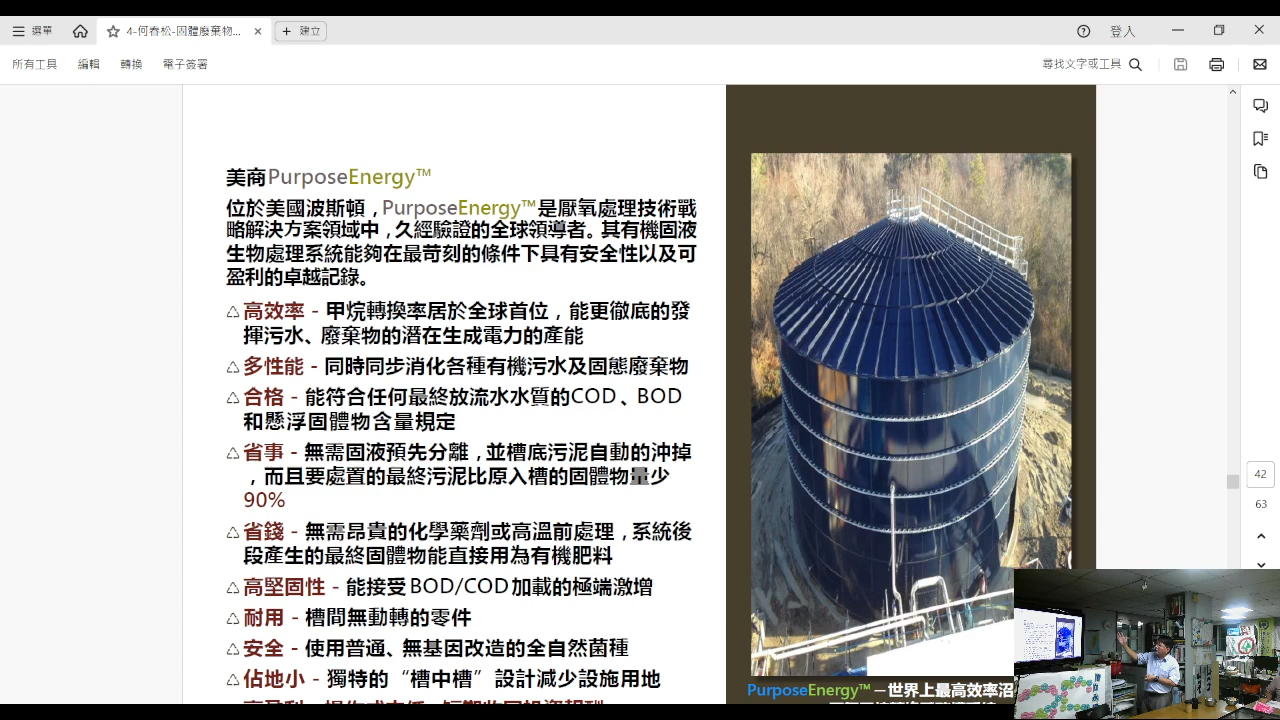 選單
4-何春松-固體廢棄物...
建立
登入
所有工具 編輯 轉換 電子簽署
尋找文字或工具
美商PurposeEnergy™
位於美國波斯頓,PurposeEnergy™是厭氧處理技術戰
略解決方案領域中,久經驗證的全球領導者。其有機固液
生物處理系統能夠在最苛刻的條件下具有安全性以及可
盈利的卓越記錄。
高效率 - 甲烷轉換率居於全球首位,能更徹底的發
揮污水、廢棄物的潛在生成電力的產能
多性能 - 同時同步消化各種有機污水及固態廢棄物
合格 - 能符合任何最終放流水水質的COD、BOD
和懸浮固體物含量規定
省事 - 無需固液預先分離,並槽底污泥自動的沖掉
,而且要處置的最終污泥比原入槽的固體物量少
90%
省錢 - 無需昂貴的化學藥劑或高溫前處理,系統後
段產生的最終固體物能直接用為有機肥料
高堅固性 - 能接受BOD/COD加載的極端激增
耐用 - 槽間無動轉的零件
安全 - 使用普通、無基因改造的全自然菌種
佔地小 - 獨特的“槽中槽”設計減少設施用地
PurposeEnergy™ – 世界上最高效率沼
42
63